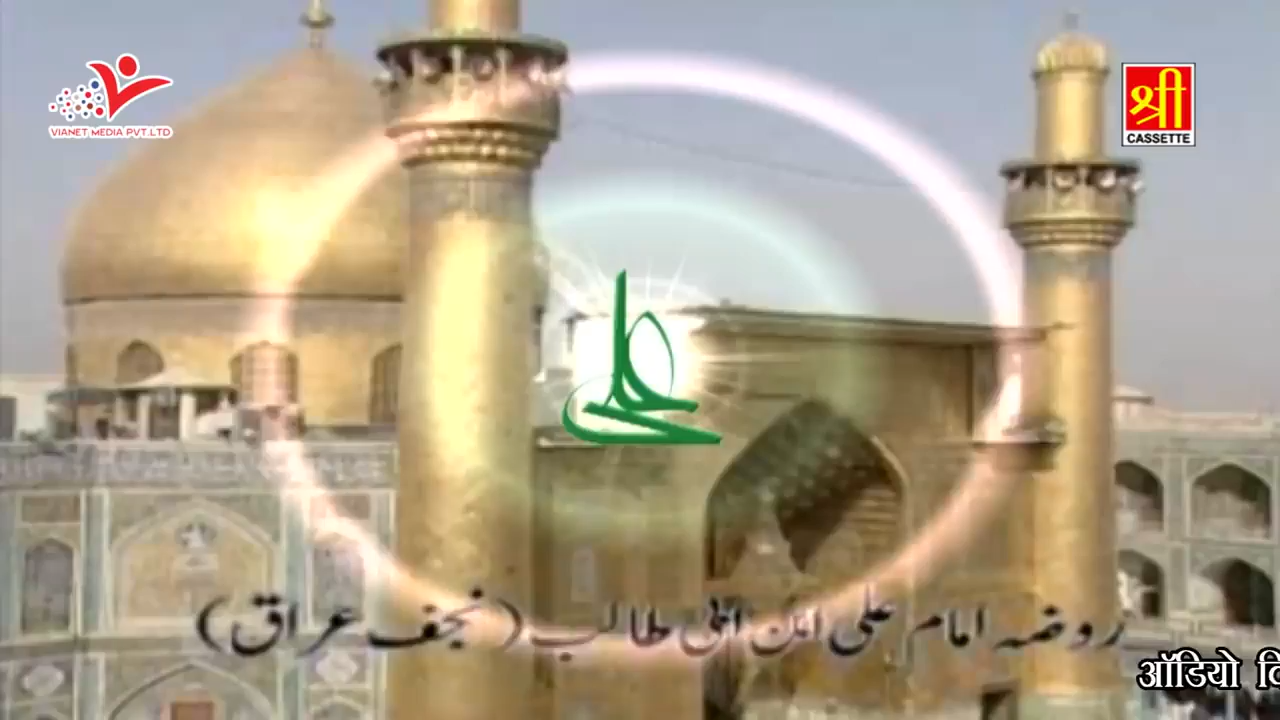 VIANET MEDIA PVT.LTD
श्री
CASSETTE
علی
روضہ امام علی ابن ابی طالب (نجف عراق)
ऑडियो वि